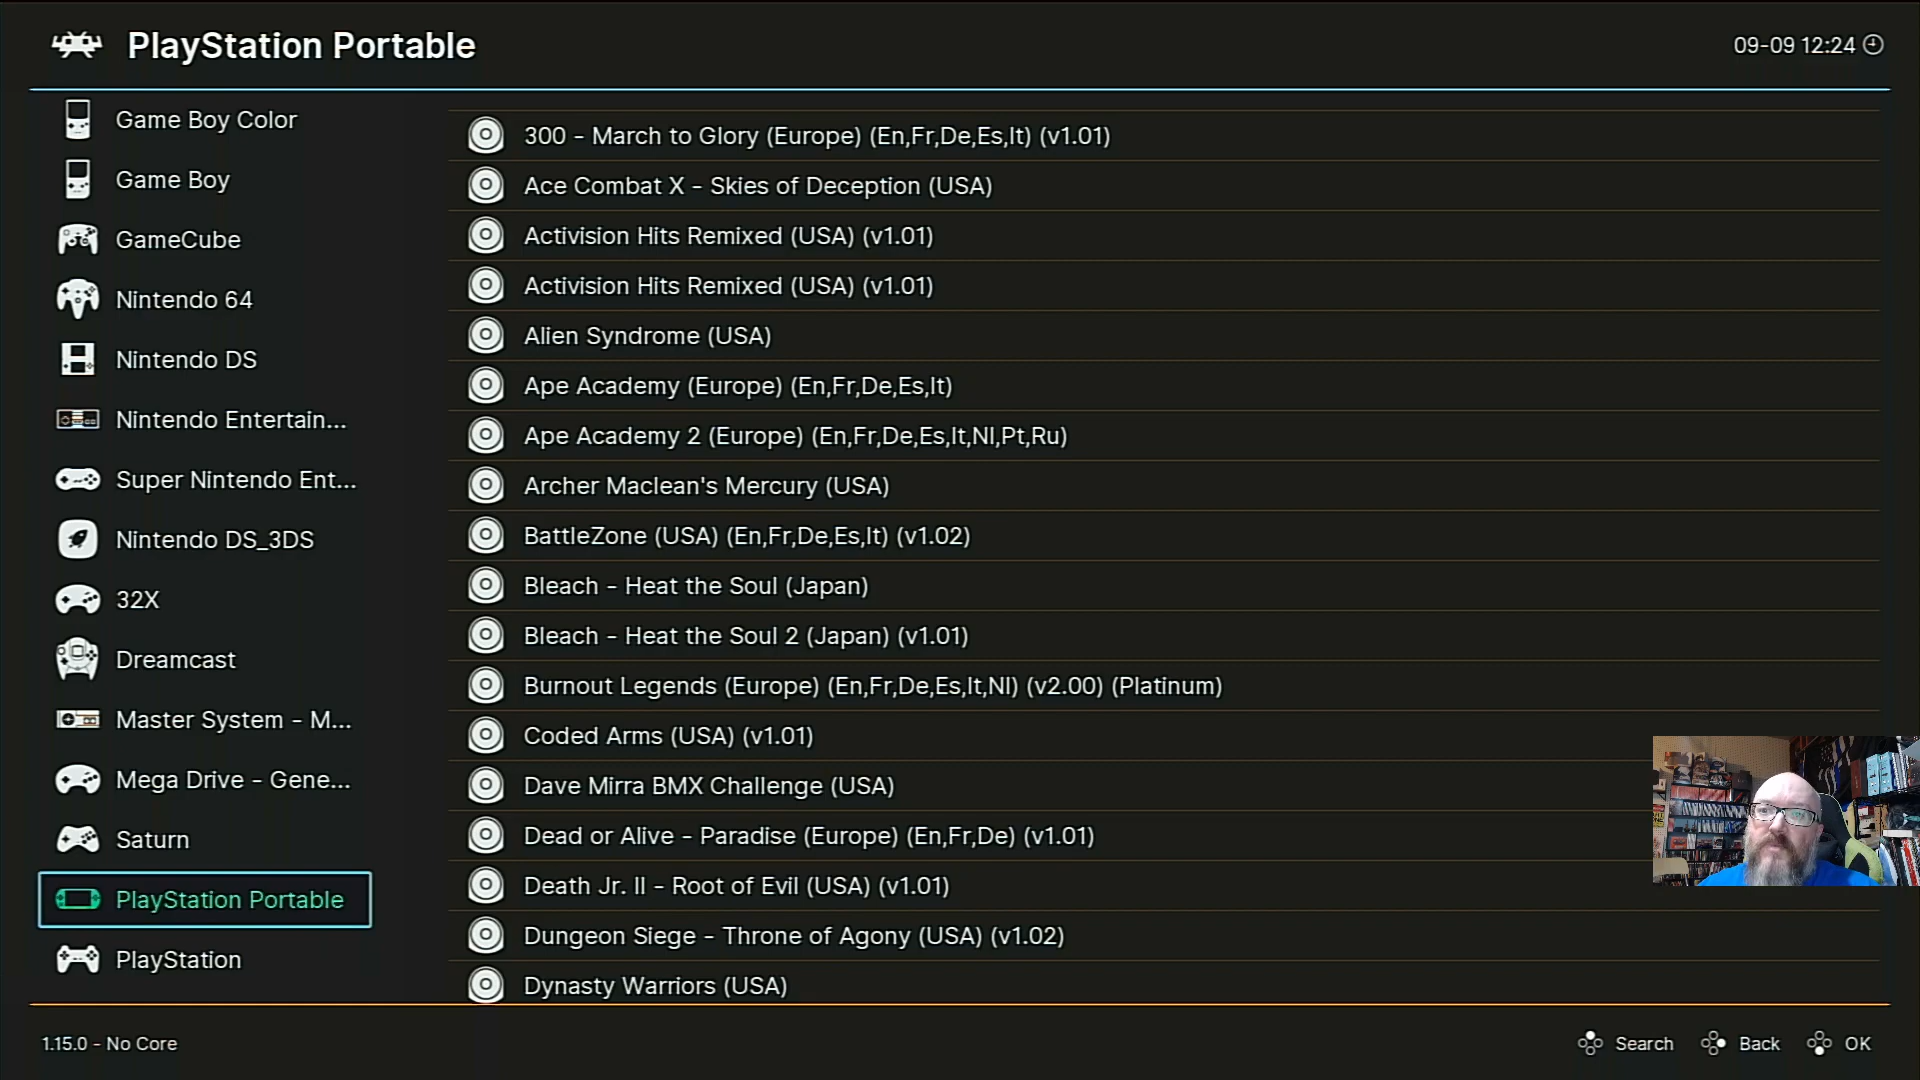 PlayStation Portable
09-09 12:24
Game Boy Color
Game Boy
GameCube
Nintendo 64
Nintendo DS
Nintendo Entertain...
Super Nintendo Ent...
Nintendo DS_3DS
32X
Dreamcast
Master System - M...
Mega Drive - Gene...
Saturn
PlayStation Portable
PlayStation
300 - March to Glory (Europe) (En,Fr,De,Es,It) (v1.01)
Ace Combat X - Skies of Deception (USA)
Activision Hits Remixed (USA) (v1.01)
Activision Hits Remixed (USA) (v1.01)
Alien Syndrome (USA)
Ape Academy (Europe) (En,Fr,De,Es,It)
Ape Academy 2 (Europe) (En,Fr,De,Es,It,Nl,Pt,Ru)
Archer Maclean's Mercury (USA)
BattleZone (USA) (En,Fr,De,Es,It) (v1.02)
Bleach - Heat the Soul (Japan)
Bleach - Heat the Soul 2 (Japan) (v1.01)
Burnout Legends (Europe) (En,Fr,De,Es,It,Nl) (v2.00) (Platinum)
Coded Arms (USA) (v1.01)
Dave Mirra BMX Challenge (USA)
Dead or Alive - Paradise (Europe) (En,Fr,De) (v1.01)
Death Jr. II - Root of Evil (USA) (v1.01)
Dungeon Siege - Throne of Agony (USA) (v1.02)
Dynasty Warriors (USA)
1.15.0 - No Core
Search
Back
OK